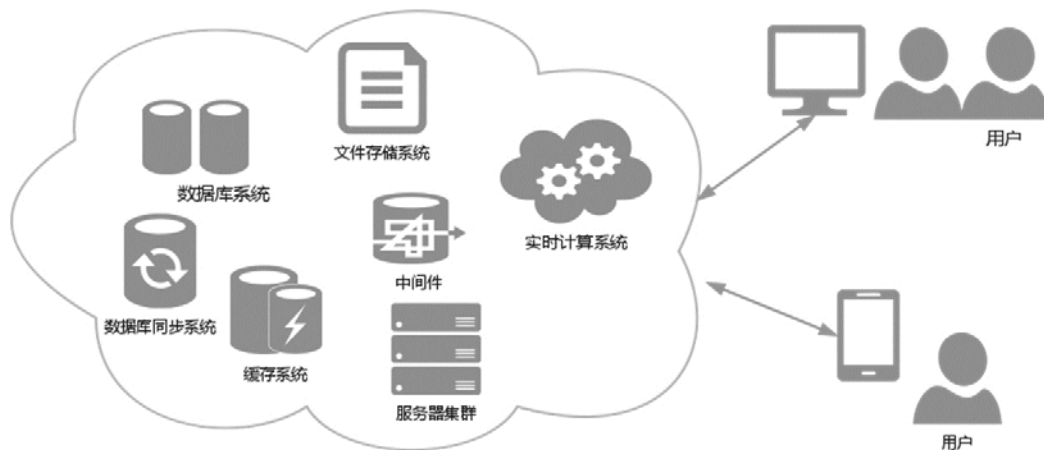 文件存储系统
用户
数据库系统
实时计算系统
中间件
数据库同步系统
缓存系统
服务器集群
用户